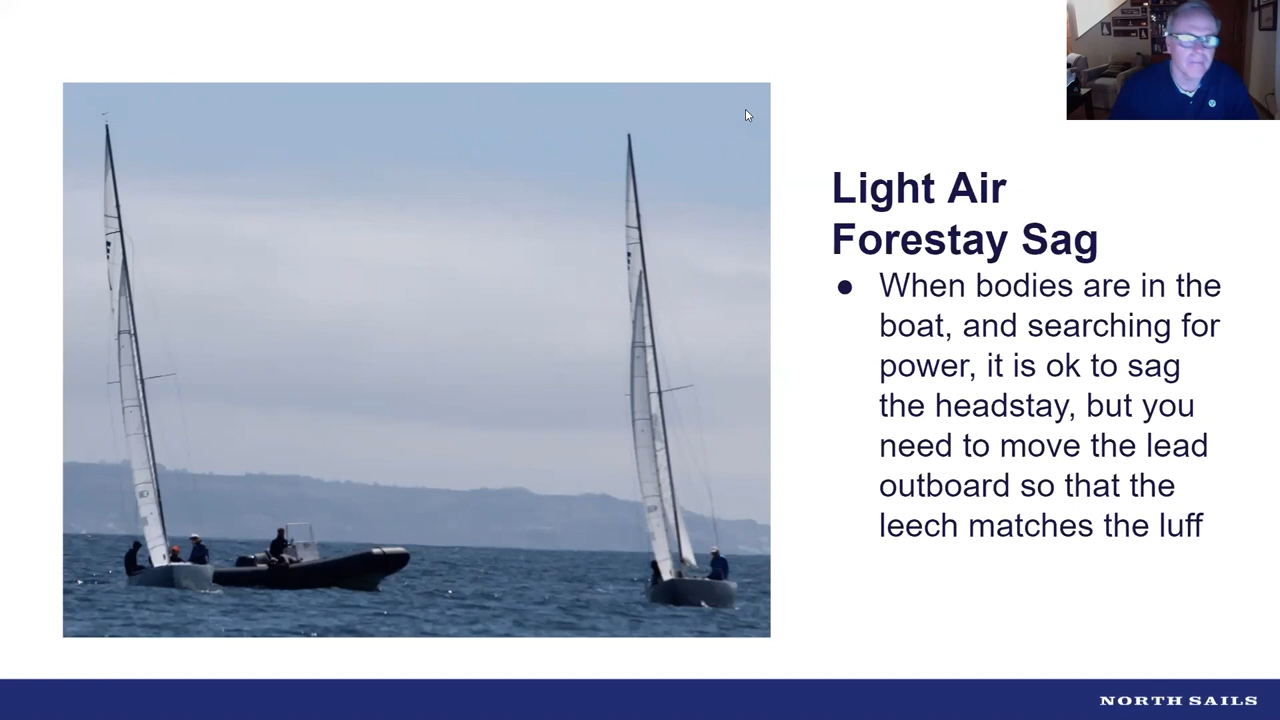 Light Air
Forestay Sag
● When bodies are in the
boat, and searching for
power, it is ok to sag
the headstay, but you
need to move the lead
outboard so that the
leech matches the luff
NORTH SAILS